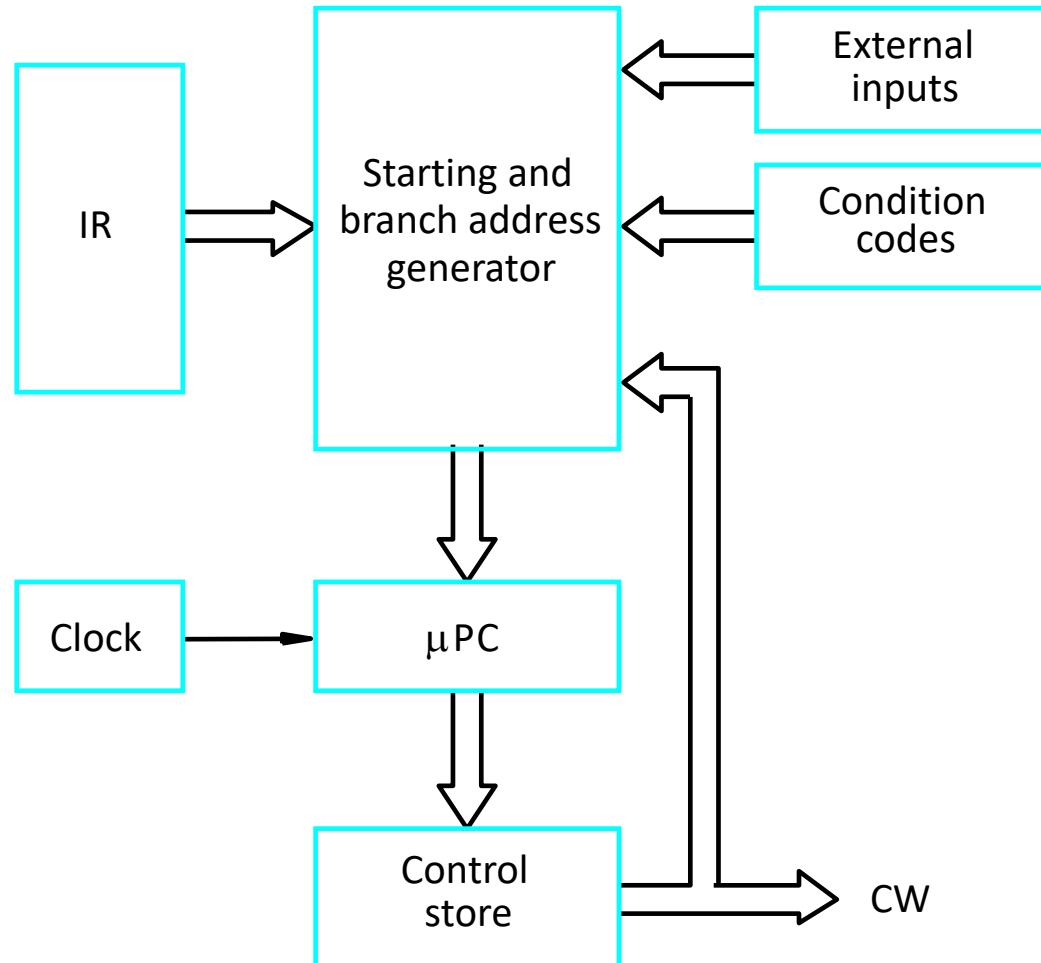 External
inputs
Starting and
branch address
generator
IR
Condition
codes
Clock
μPC
Control
store
CW